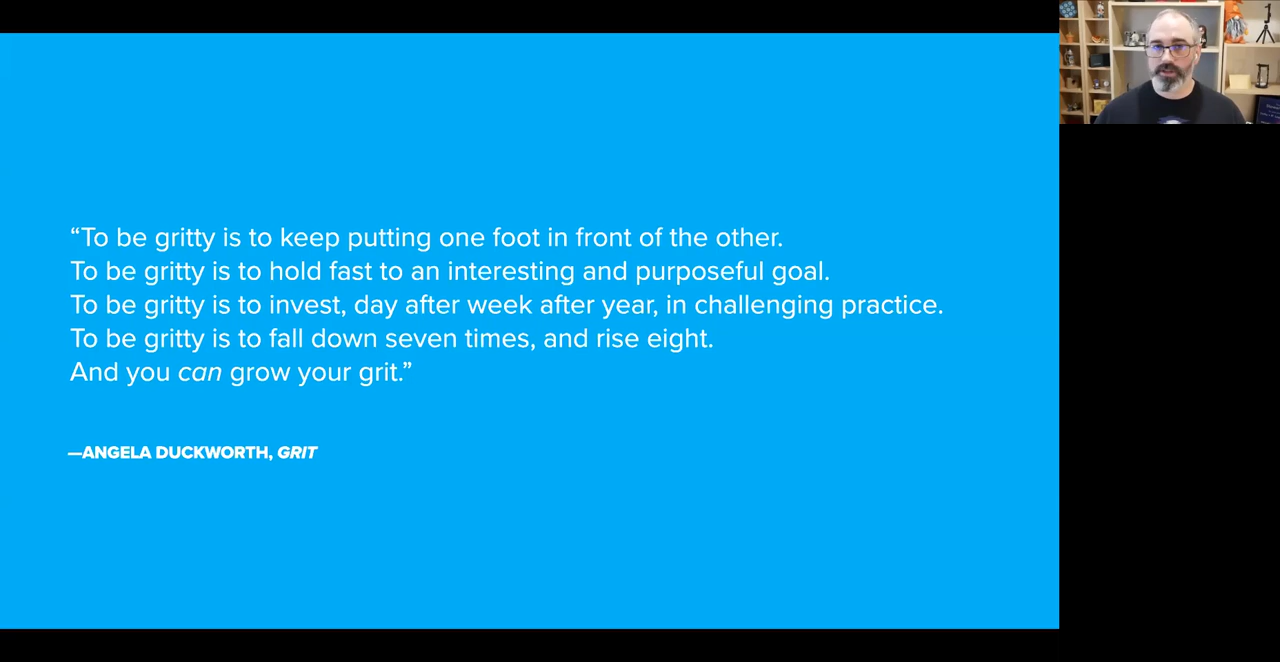 “To be gritty is to keep putting one foot in front of the other.
To be gritty is to hold fast to an interesting and purposeful goal.
To be gritty is to invest, day after week after year, in challenging practice.
To be gritty is to fall down seven times, and rise eight.
And you can grow your grit.”
—ANGELA DUCKWORTH, GRIT